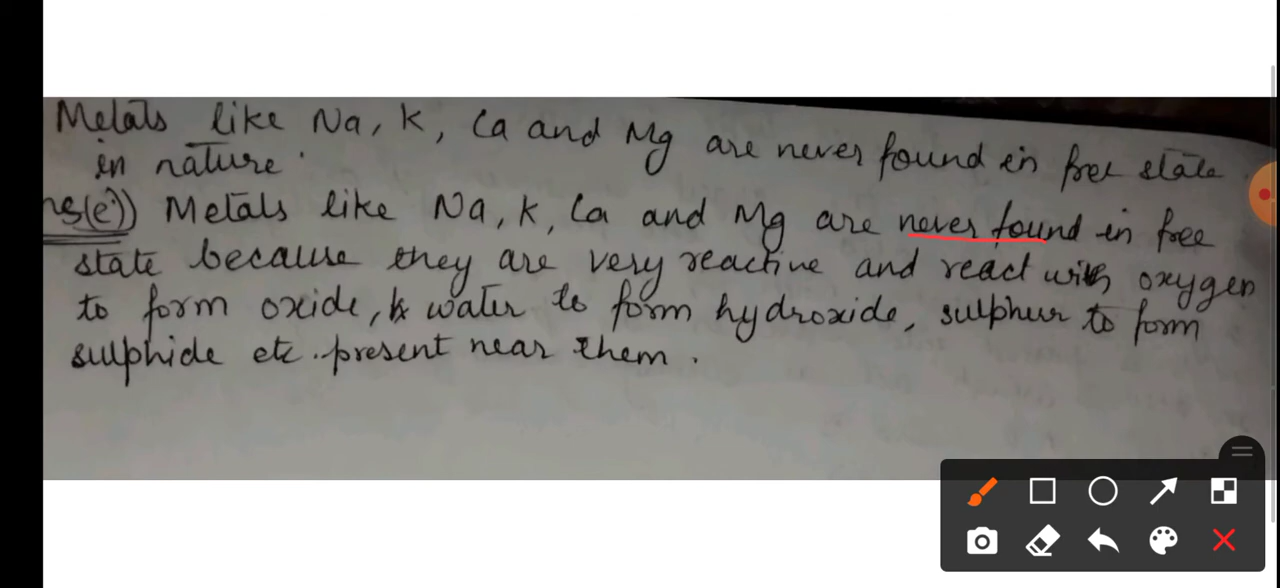 Metals like Na, K, Ca and Mg are never found in free state
in nature.
ns(e)) Metals like Na, K, Ca and Mg are never found in free
state because they are very reactive and react with oxygen
to form oxide, water to form hydroxide, sulphur to form
sulphide etc. present near them.